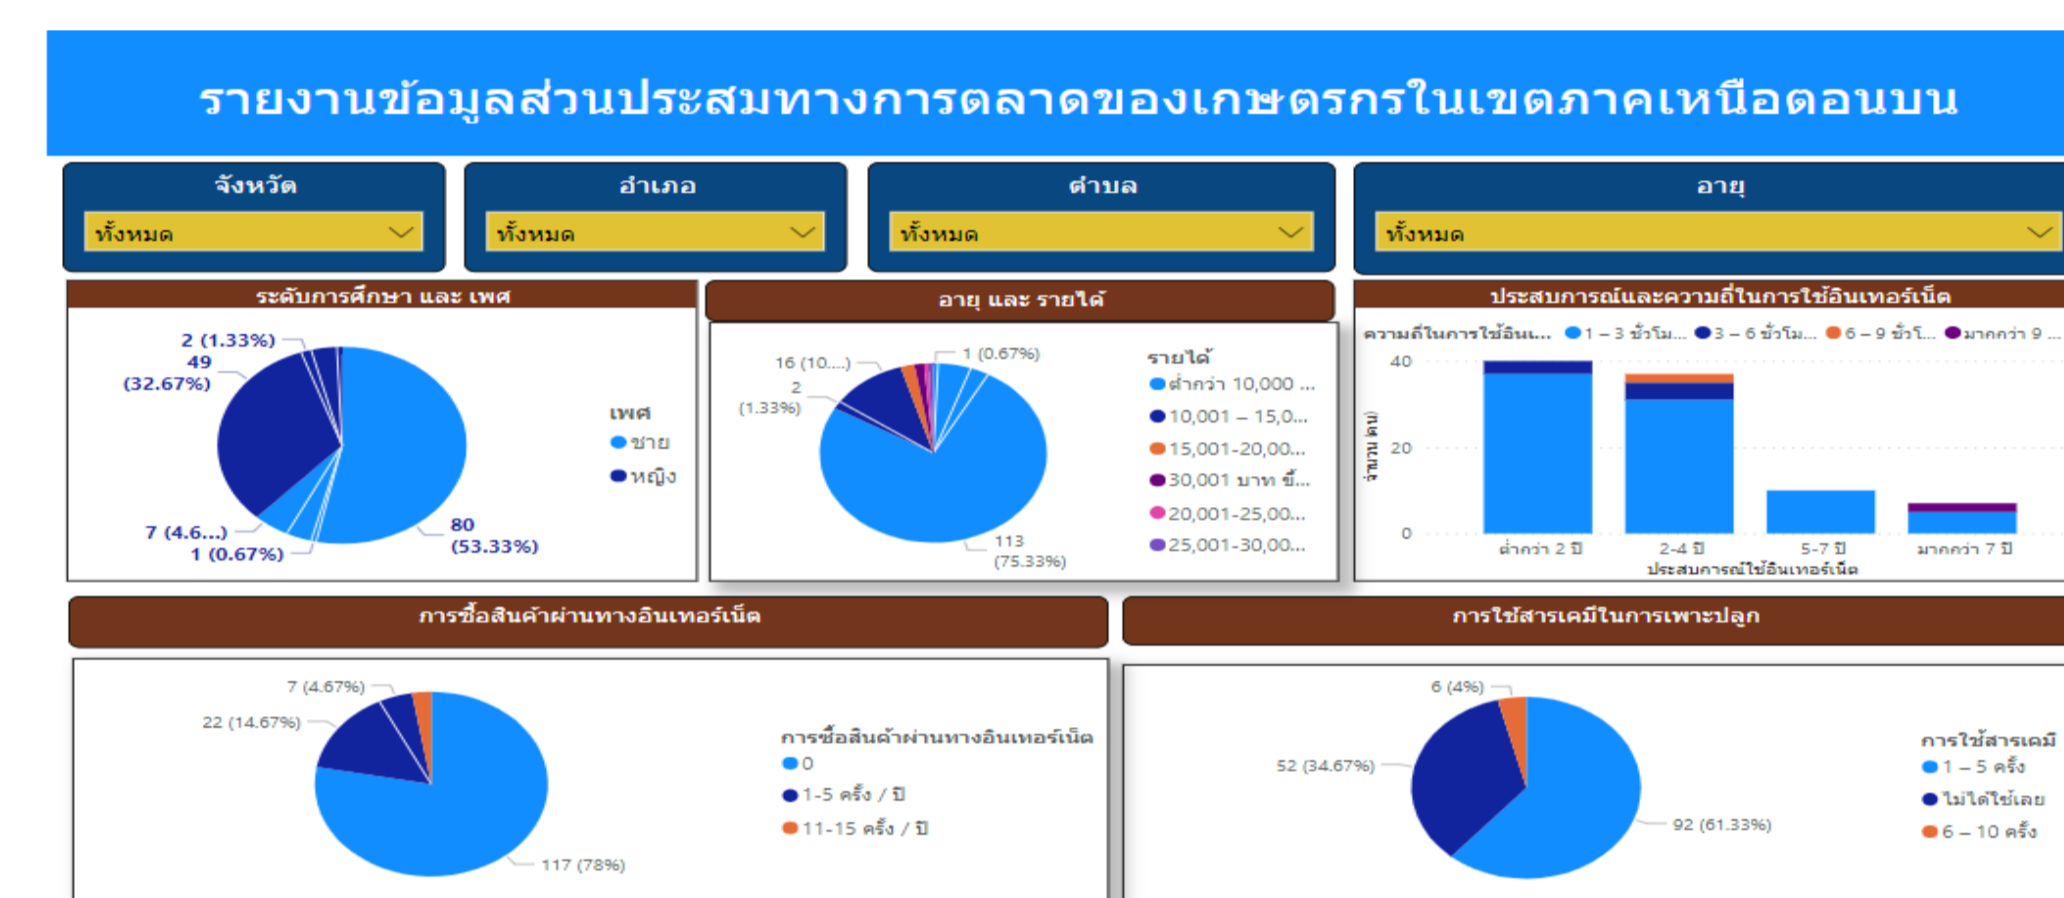 รายงานข้อมูลส่วนประสมทางการตลาดของเกษตรกรในเขตภาคเหนือตอนบน
จังหวัด
ทั้งหมด
อำเภอ
ทั้งหมด
ตำบล
ทั้งหมด
อายุ
ทั้งหมด
ระดับการศึกษา และ เพศ
2 (1.33%)
49
(32.67%)
7 (4.6...)
1 (0.67%)
80
(53.33%)
เพศ
ชาย
หญิง
อายุ และ รายได้
16 (10....)
2
(1.33%)
1 (0.67%)
113
(75.33%)
รายได้
ต่ำกว่า 10,000 ...
10,001 – 15,0...
15,001-20,00...
30,001 บาท ขึ้...
20,001-25,00...
25,001-30,00...
ประสบการณ์และความถี่ในการใช้อินเทอร์เน็ต
ความถี่ในการใช้อินเ... 1 – 3 ชั่วโม... 3 – 6 ชั่วโม... 6 – 9 ชั่วโ... มากกว่า 9 ...
จำนวน (คน)
40
20
0
ต่ำกว่า 2 ปี 2-4 ปี 5-7 ปี มากกว่า 7 ปี
ประสบการณ์ใช้อินเทอร์เน็ต
การซื้อสินค้าผ่านทางอินเทอร์เน็ต
7 (4.67%)
22 (14.67%)
117 (78%)
การซื้อสินค้าผ่านทางอินเทอร์เน็ต
0
1-5 ครั้ง / ปี
11-15 ครั้ง / ปี
การใช้สารเคมีในการเพาะปลูก
6 (4%)
52 (34.67%)
92 (61.33%)
การใช้สารเคมี
1 – 5 ครั้ง
ไม่ได้ใช้เลย
6 – 10 ครั้ง